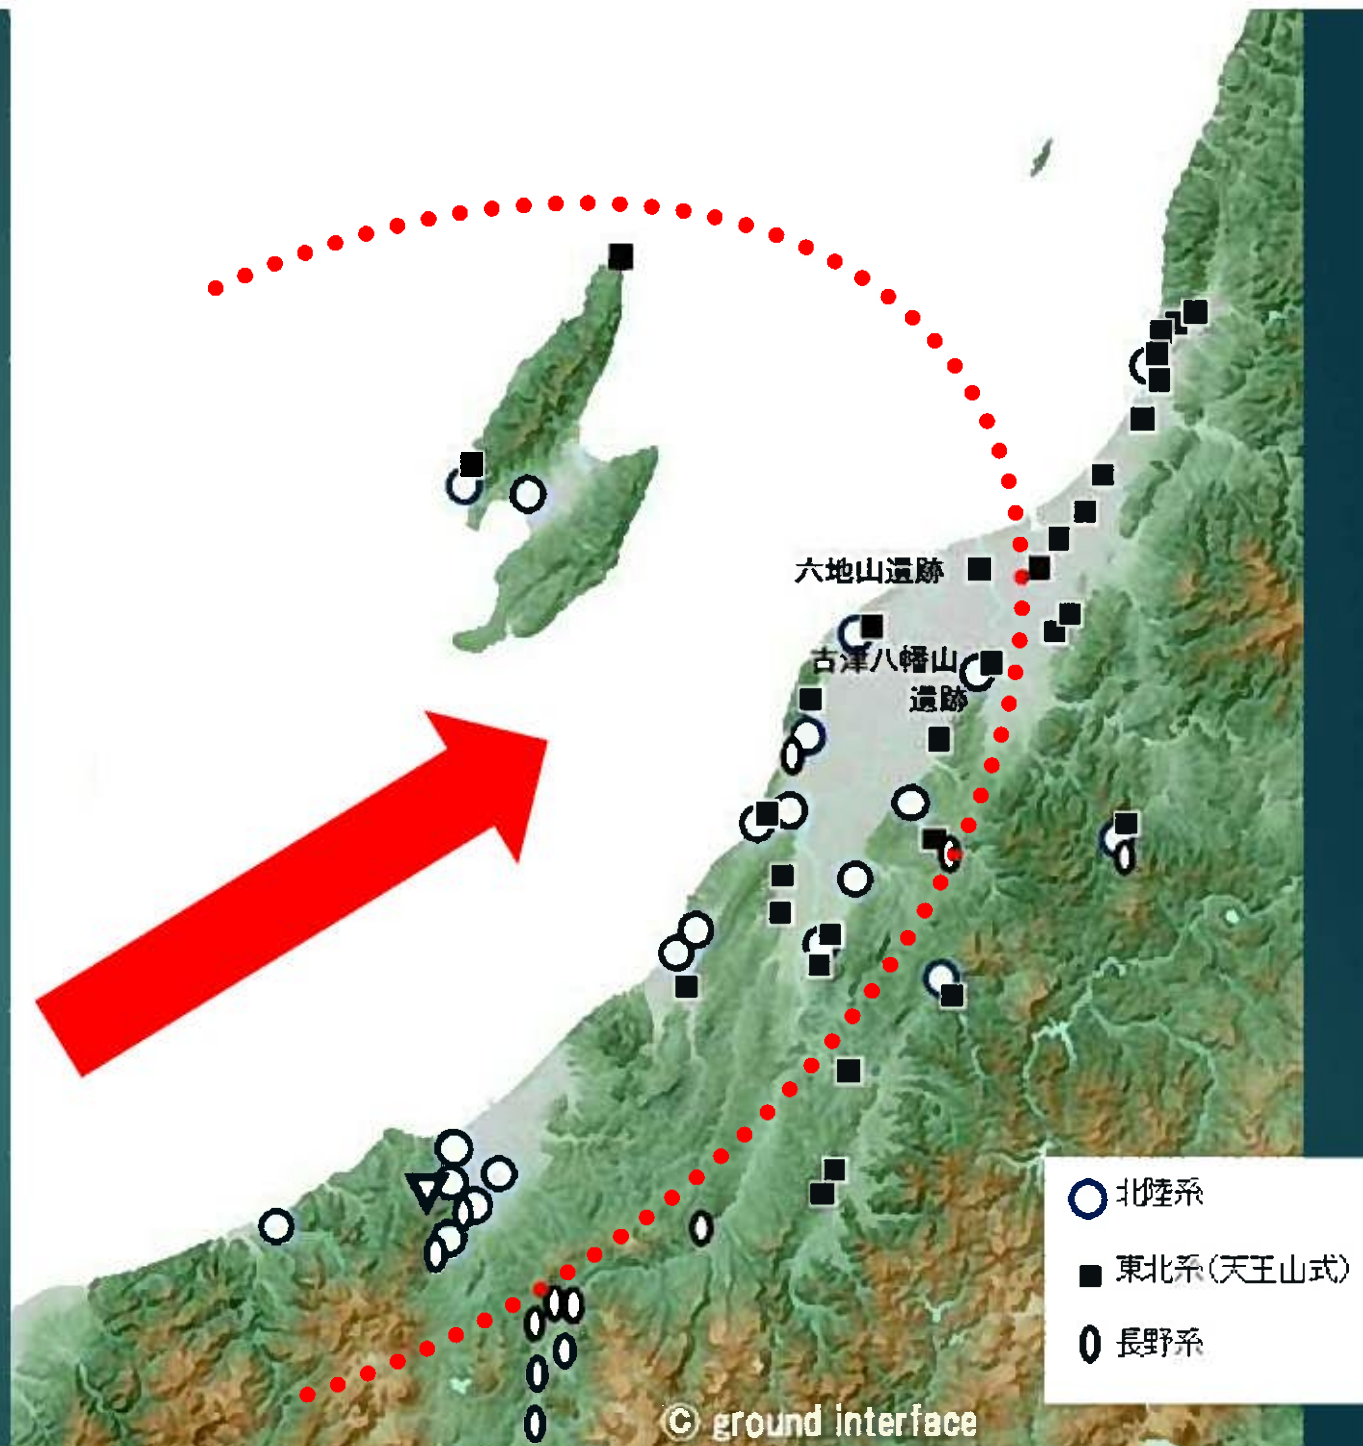 六地山遺跡
古津八幡山
遺跡
北陸系
東北系(天王山式)
長野系
© ground interface